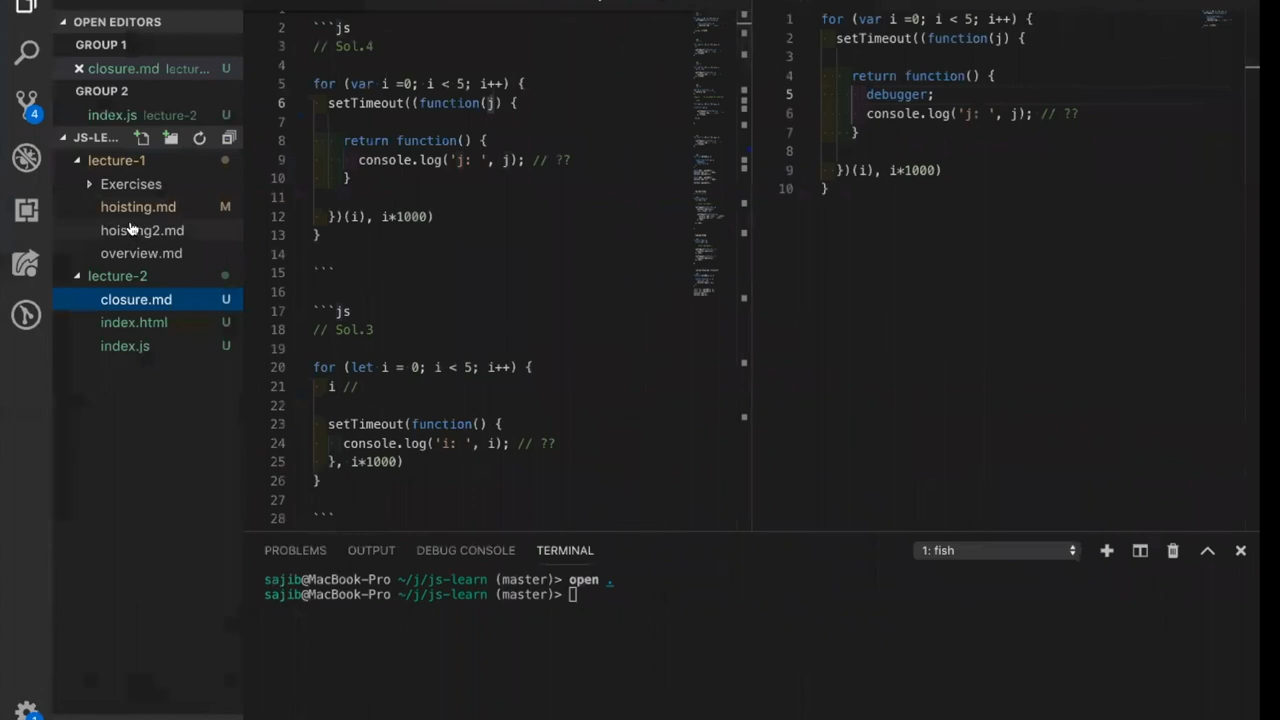 OPEN EDITORS
GROUP 1
closure.md lectur... U
GROUP 2
index.js lecture-2 U
4
JS-LE...
lecture-1
Exercises
hoisting.md M
hoisting2.md
overview.md
lecture-2
closure.md U
index.html U
index.js U
1
2 ```js
3 // Sol.4
4
5 for (var i =0; i < 5; i++) {
6 setTimeout((function(j) {
7
8 return function() {
9 console.log('j: ', j); // ??
10 }
11
12 })(i), i*1000)
13 }
14
15 ```
16
17 ```js
18 // Sol.3
19
20 for (let i = 0; i < 5; i++) {
21 i //
22
23 setTimeout(function() {
24 console.log('i: ', i); // ??
25 }, i*1000)
26 }
27
28 ```
1 for (var i =0; i < 5; i++) {
2 setTimeout((function(j) {
3
4 return function() {
5 debugger;
6 console.log('j: ', j); // ??
7 }
8
9 })(i), i*1000)
10 }
PROBLEMS OUTPUT DEBUG CONSOLE TERMINAL 1: fish
sajib@MacBook-Pro ~/j/js-learn (master)> open .
sajib@MacBook-Pro ~/j/js-learn (master)>
1